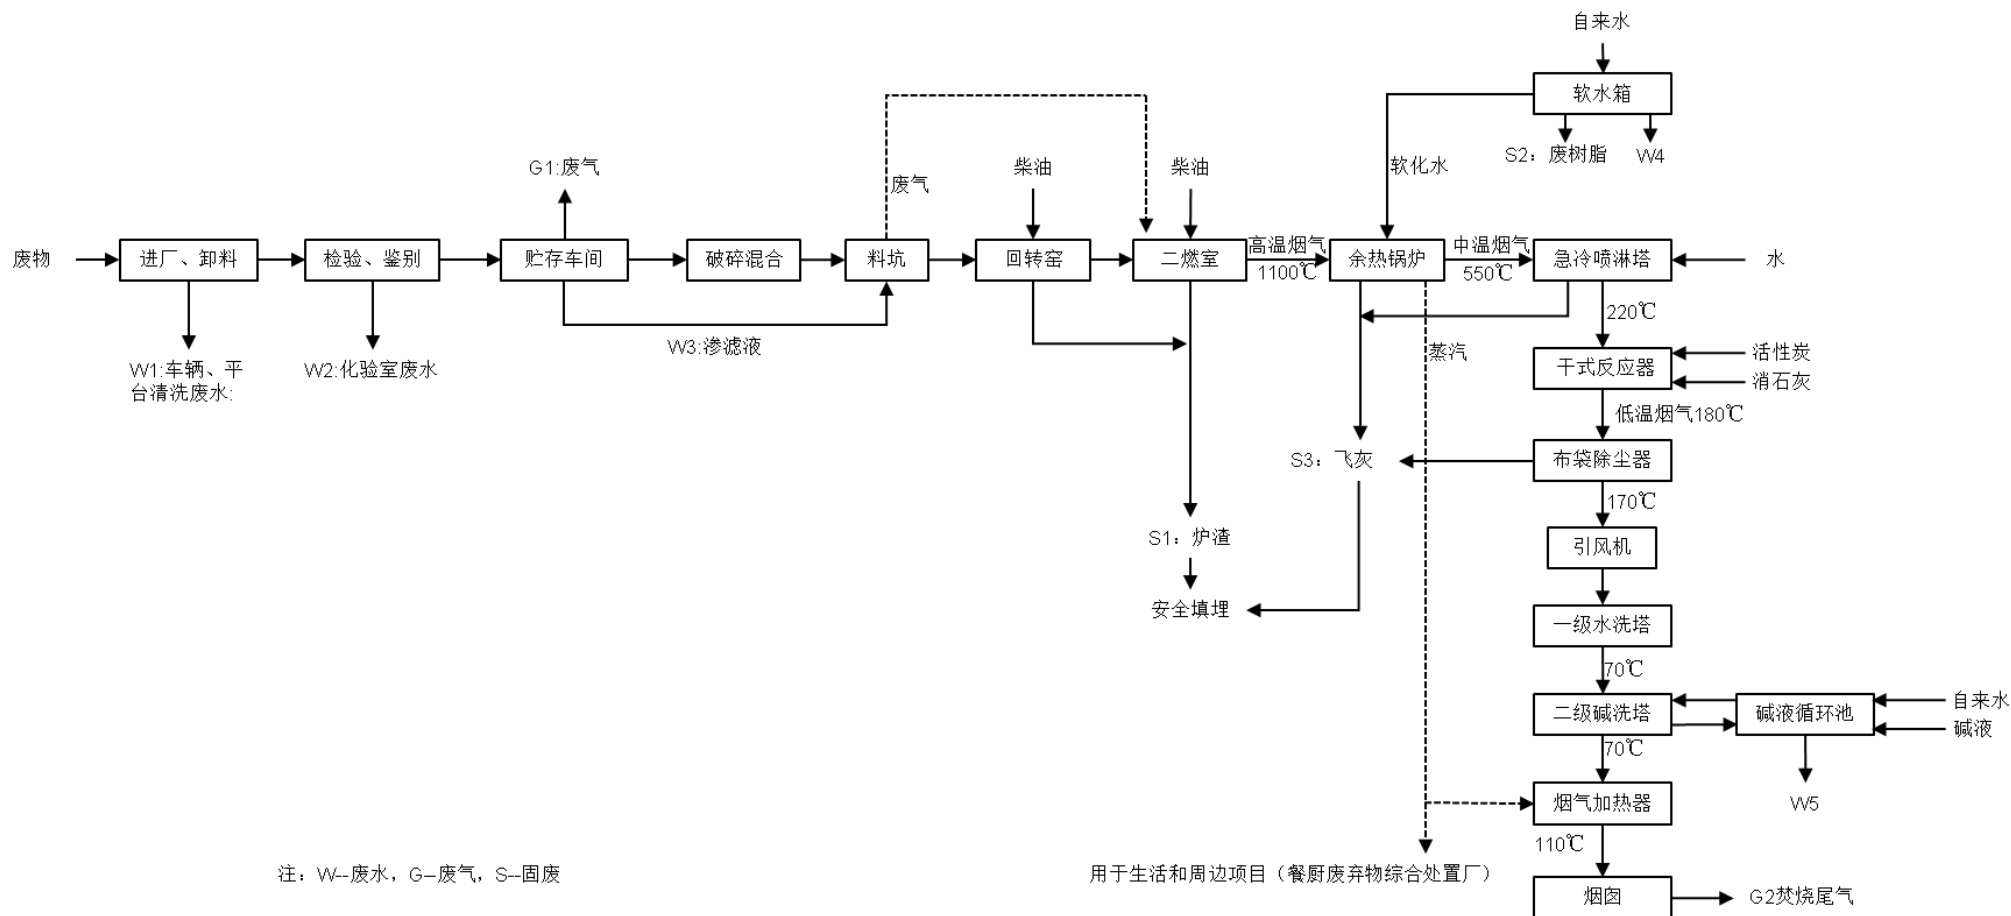 自来水
软水箱
S2：废树脂
W4
G1:废气
废气
柴油
柴油
软化水
废物
进厂、卸料
检验、鉴别
贮存车间
破碎混合
料坑
回转窑
二燃室
高温烟气
1100℃
余热锅炉
中温烟气
550℃
急冷喷淋塔
水
220℃
W3:渗滤液
蒸汽
W1:车辆、平
台清洗废水:
W2:化验室废水
干式反应器
活性炭
消石灰
低温烟气180℃
S3：飞灰
布袋除尘器
170℃
S1：炉渣
引风机
安全填埋
一级水洗塔
70℃
二级碱洗塔
碱液循环池
自来水
碱液
70℃
烟气加热器
W5
110℃
注：W--废水，G--废气，S--固废
用于生活和周边项目（餐厨废弃物综合处置厂）
烟囱
G2焚烧尾气